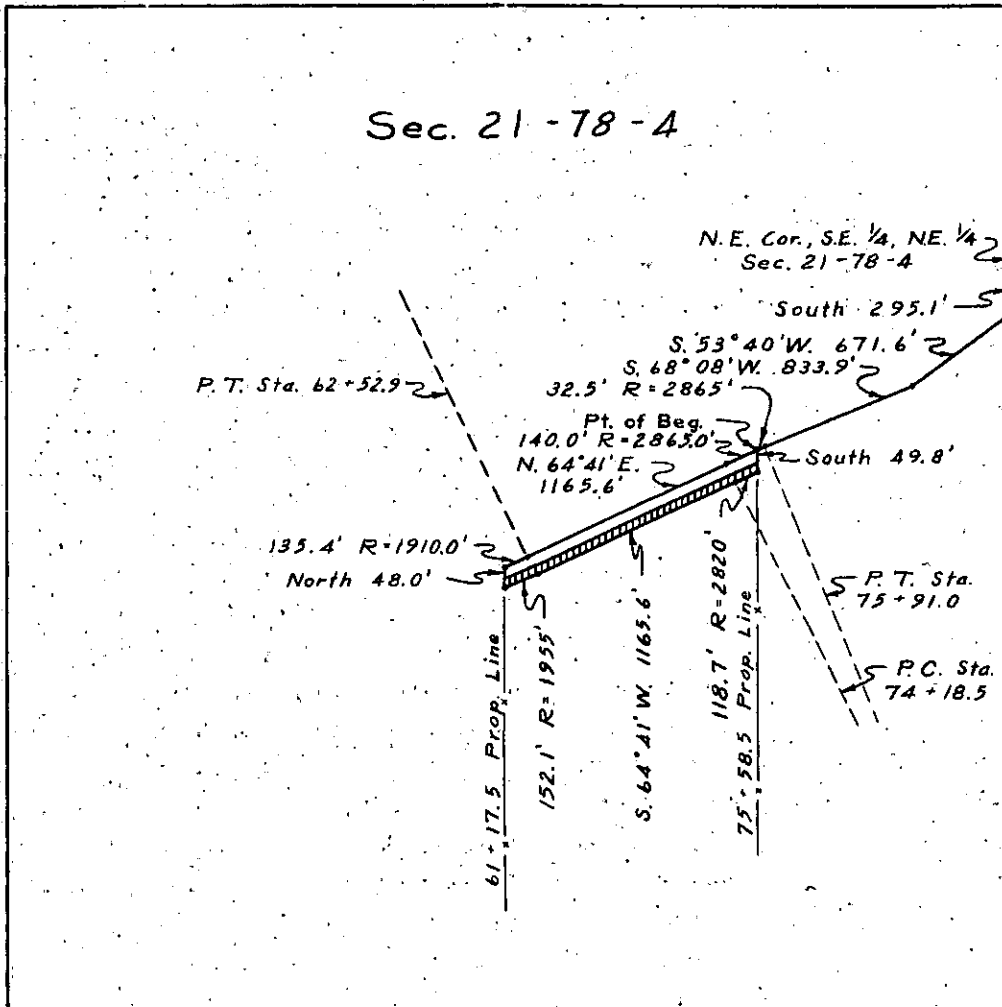 Sec. 21-78-4
N.E. Cor., S.E. ¼, NE. ¼
Sec. 21-78-4
South 295.1'
S. 53°40'W. 671.6'
S. 68°08'W. 833.9'
32.5' R=2865'
P.T. Sta. 62+52.9
Pt. of Beg.
140.0' R=2865.0'
N. 64°41'E.
1165.6'
South 49.8'
135.4' R=1910.0'
North 48.0'
P.T. Sta.
75+91.0
P.C. Sta.
74+18.5
61+17.5 Prop. Line
152.1' R=1955'
S. 64°41'W. 1165.6'
118.7' R=2820'
75+58.5 Prop. Line